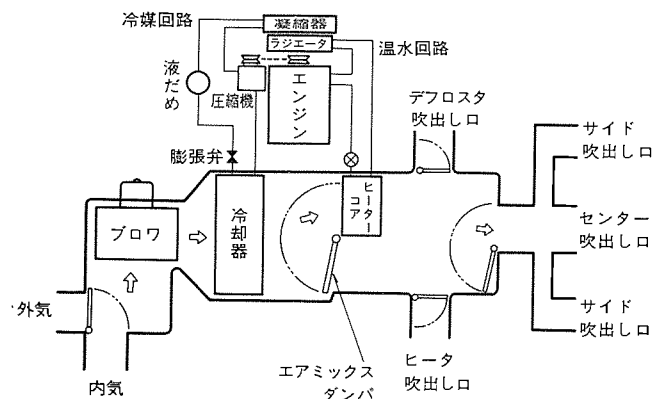 冷媒回路
凝縮器
ラジエータ
温水回路
液だめ
圧縮機
エンジン
デフロスタ
吹出し口
サイド
吹出し口
膨張弁
ヒーター
コア
ブロワ
冷却器
センター
吹出し口
外気
サイド
吹出し口
内気
エアミックス
ダンパ
ヒータ
吹出し口